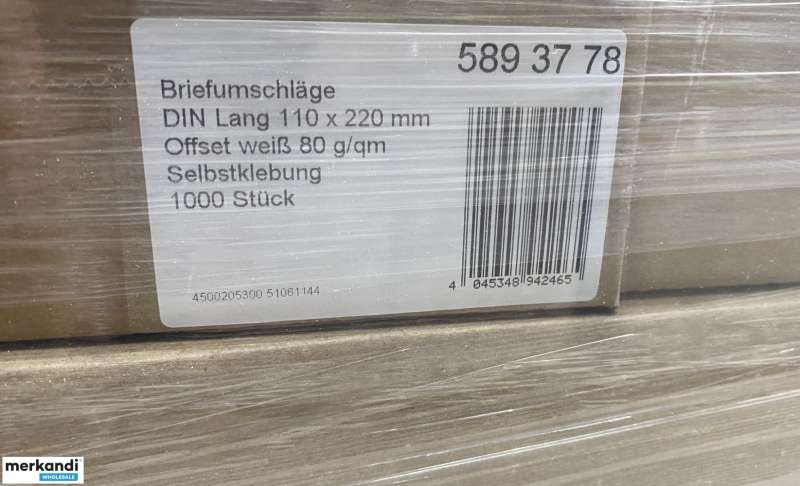 589 37 78
Briefumschläge
DIN Lang 110 x 220 mm
Offset weiß 80 g/qm
Selbstklebung
1000 Stück
4500205300 51061144
4 045348 942465
merkandi
WHOLESALE